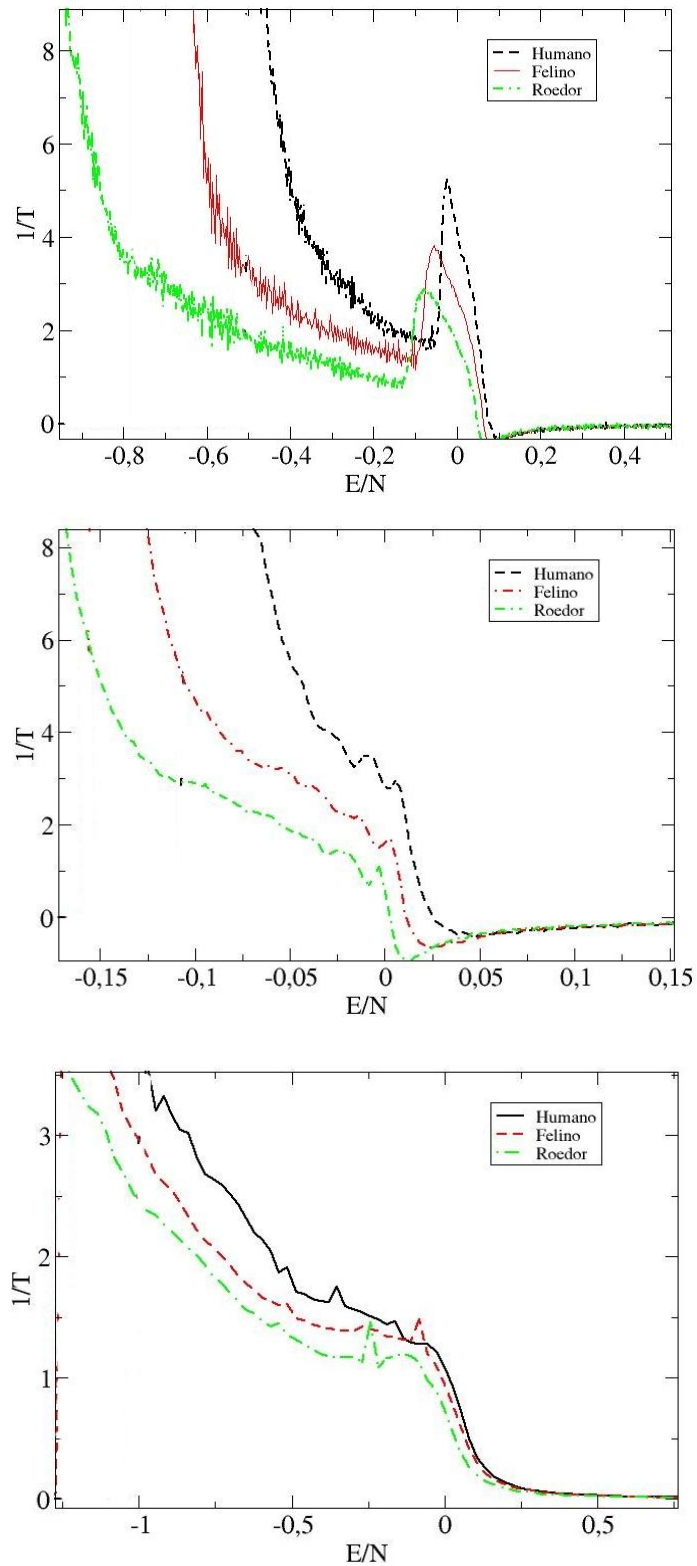 8
6
4
2
0
1/T
Humano
Felino
Roedor
-0,8 -0,6 -0,4 -0,2 0 0,2 0,4
E/N
8
6
4
2
0
1/T
Humano
Felino
Roedor
-0,15 -0,1 -0,05 0 0,05 0,1 0,15
E/N
3
2
1
0
1/T
Humano
Felino
Roedor
-1 -0,5 0 0,5
E/N